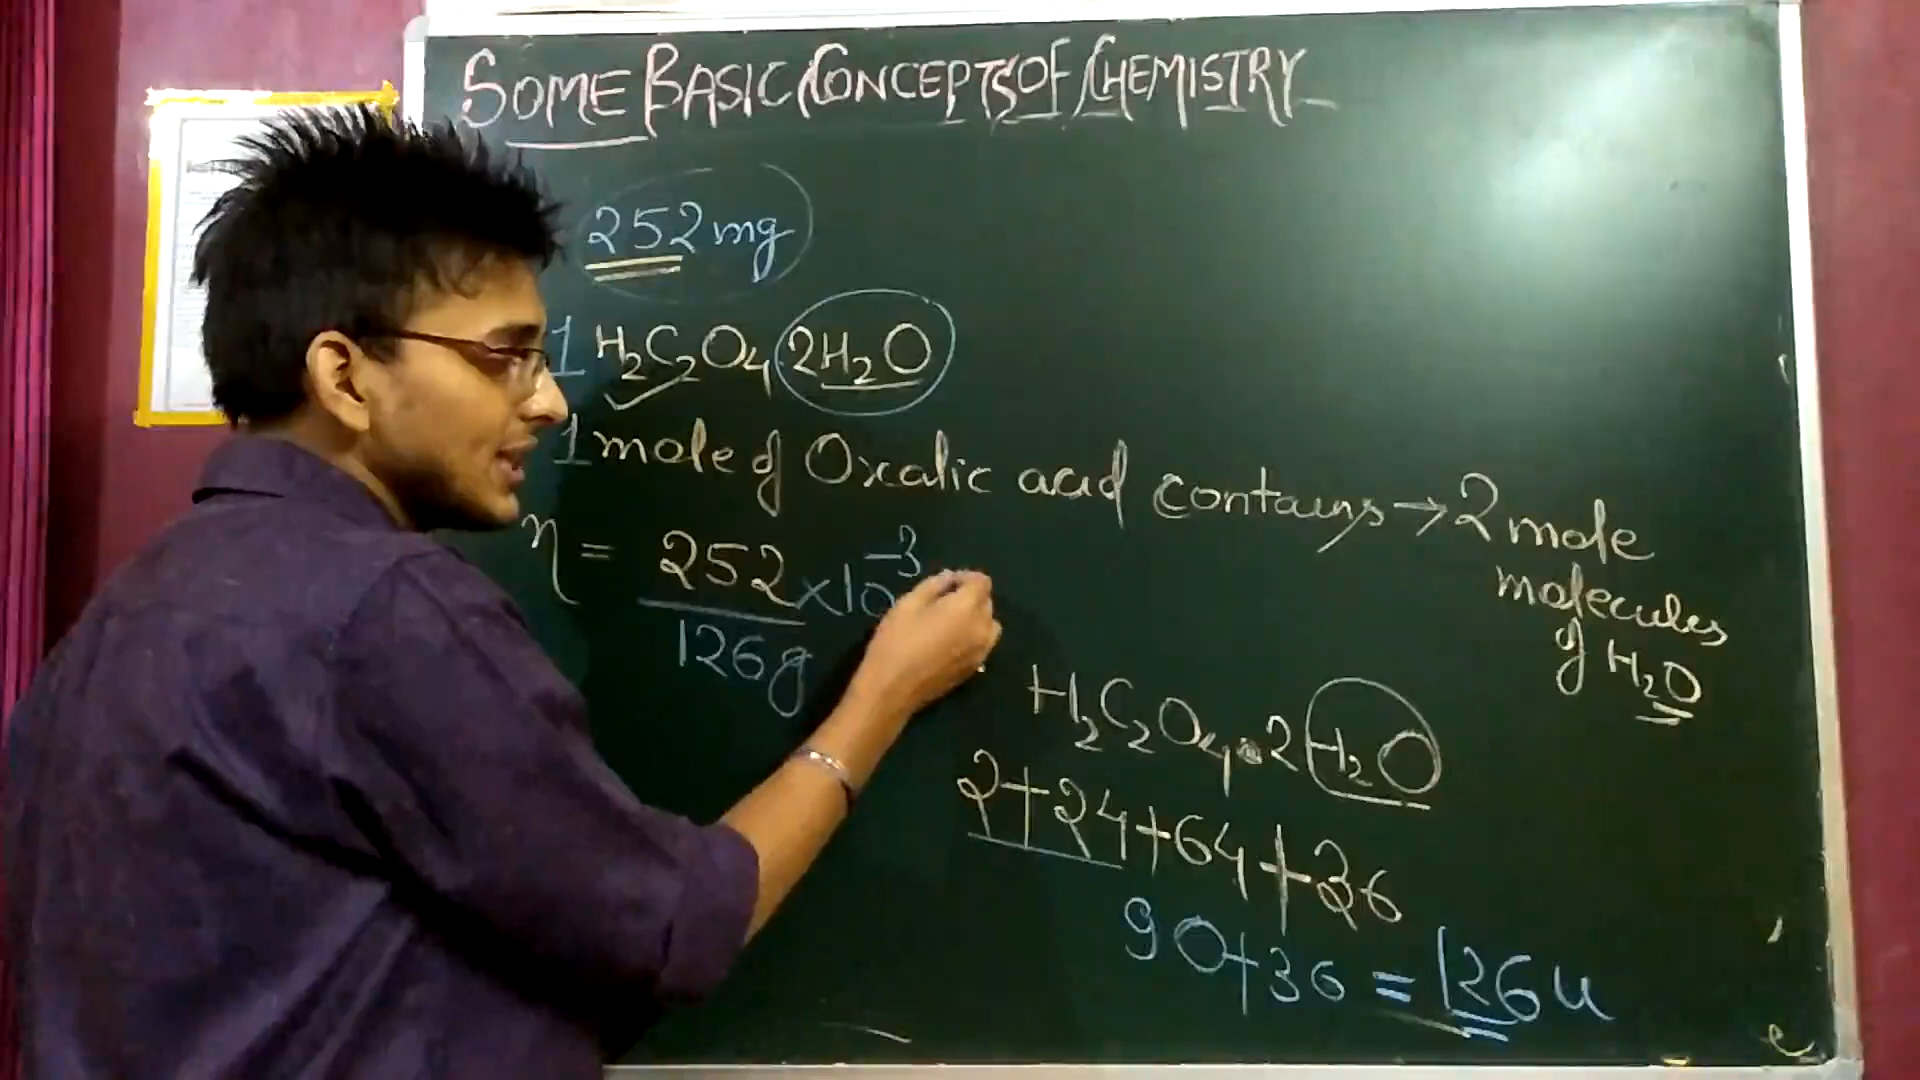 SOME BASIC CONCEPTS OF CHEMISTRY
252 mg
1 H₂C₂O₄.2H₂O
1 mole of Oxalic acid contains → 2 mole
molecules
of H₂O
η = 252 × 10⁻³
126g
H₂C₂O₄.2H₂O
2+24+64+36
90+36 = 126u